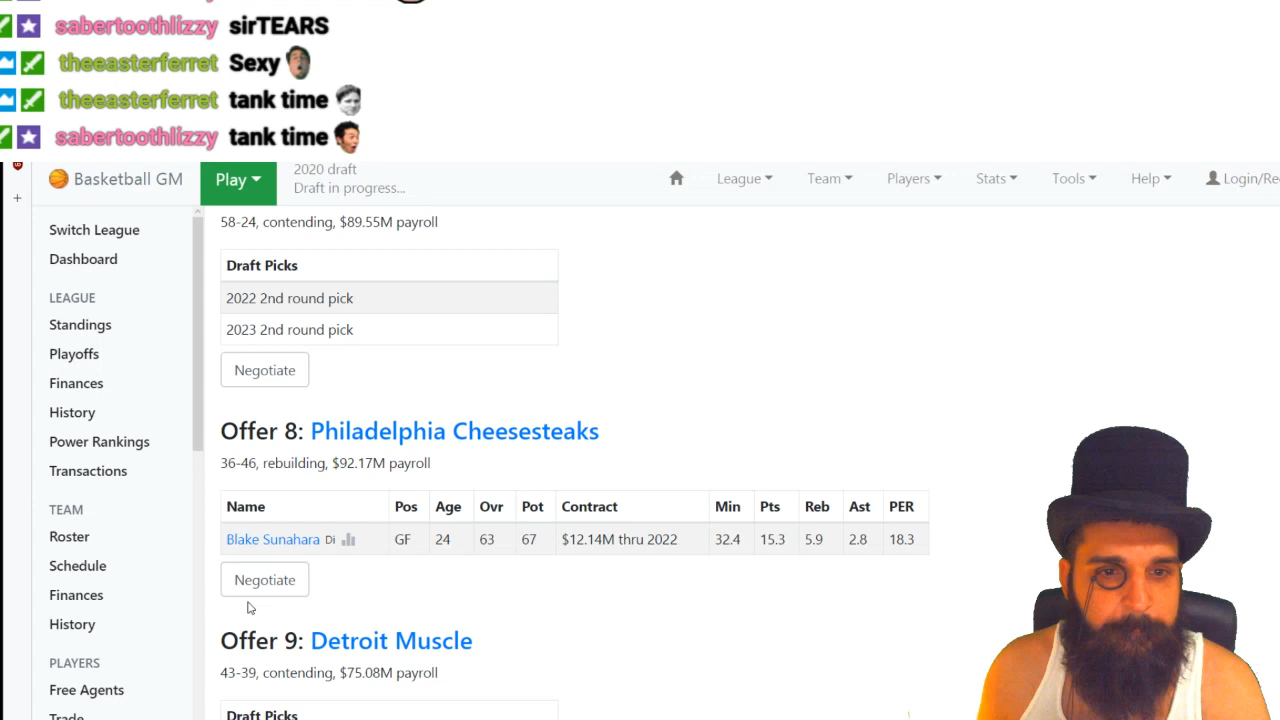 sabertoothlizzy sirTEARS
theeasterferret Sexy
theeasterferret tank time
sabertoothlizzy tank time
Basketball GM
Play
2020 draft
Draft in progress...
League
Team
Players
Stats
Tools
Help
Login/Re
Switch League
Dashboard
LEAGUE
Standings
Playoffs
Finances
History
Power Rankings
Transactions
TEAM
Roster
Schedule
Finances
History
PLAYERS
Free Agents
Trade
58-24, contending, $89.55M payroll
Draft Picks
2022 2nd round pick
2023 2nd round pick
Negotiate
Offer 8: Philadelphia Cheesesteaks
36-46, rebuilding, $92.17M payroll
Name Pos Age Ovr Pot Contract Min Pts Reb Ast PER
Blake Sunahara Di GF 24 63 67 $12.14M thru 2022 32.4 15.3 5.9 2.8 18.3
Negotiate
Offer 9: Detroit Muscle
43-39, contending, $75.08M payroll
Draft Picks